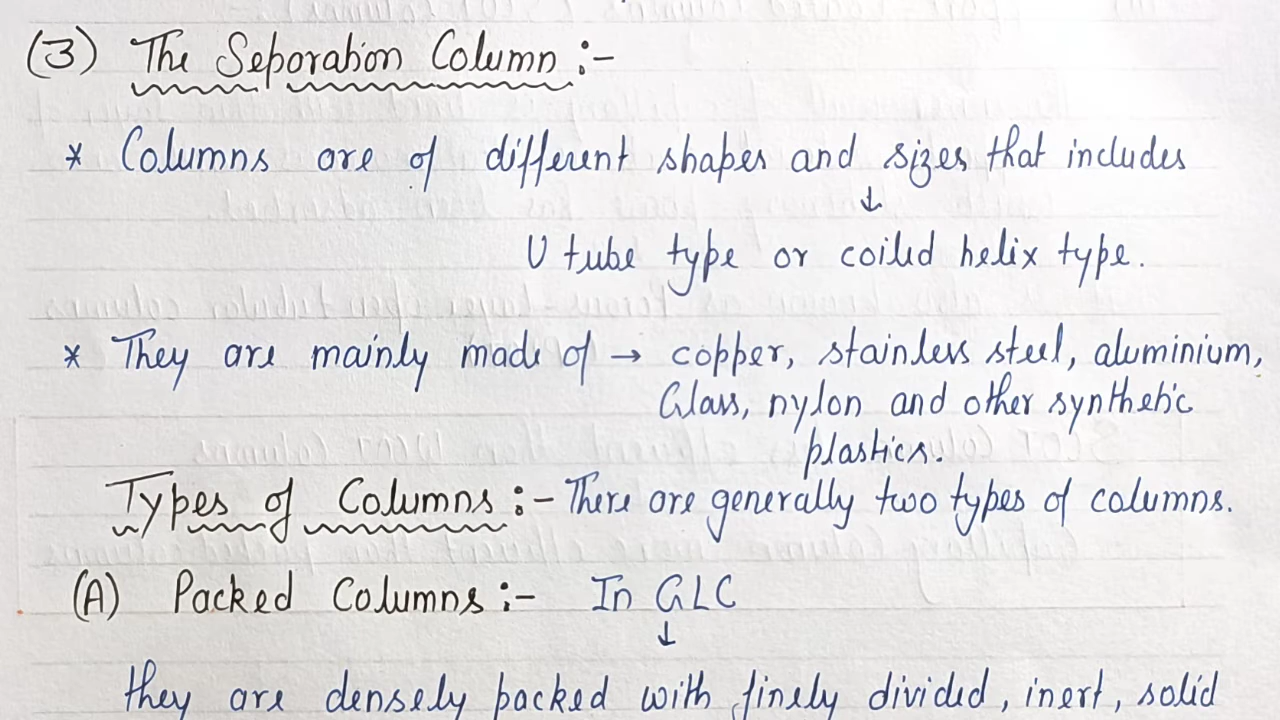 (3) The Separation Column :-
* Columns are of different shapes and sizes that includes
↓
U tube type or coiled helix type.
* They are mainly made of → copper, stainless steel, aluminium,
Glass, nylon and other synthetic
plastics.
Types of Columns :- There are generally two types of columns.
(A) Packed Columns :- In GLC
↓
they are densely packed with finely divided, inert, solid